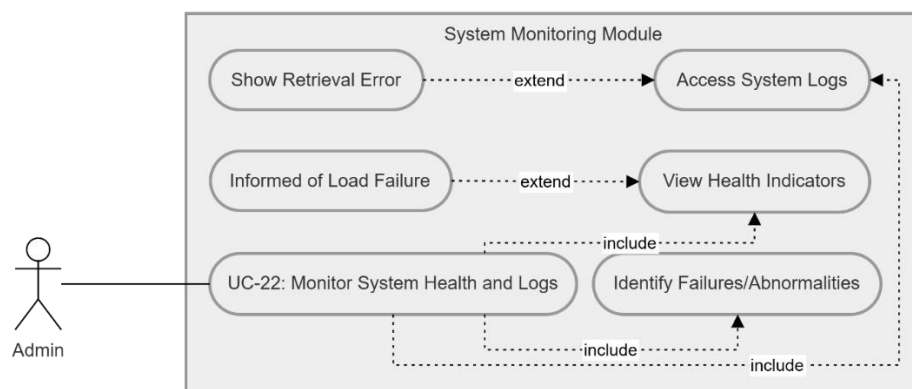 System Monitoring Module
Show Retrieval Error
extend
Access System Logs
Informed of Load Failure
extend
View Health Indicators
include
UC-22: Monitor System Health and Logs
Identify Failures/Abnormalities
include
include
Admin